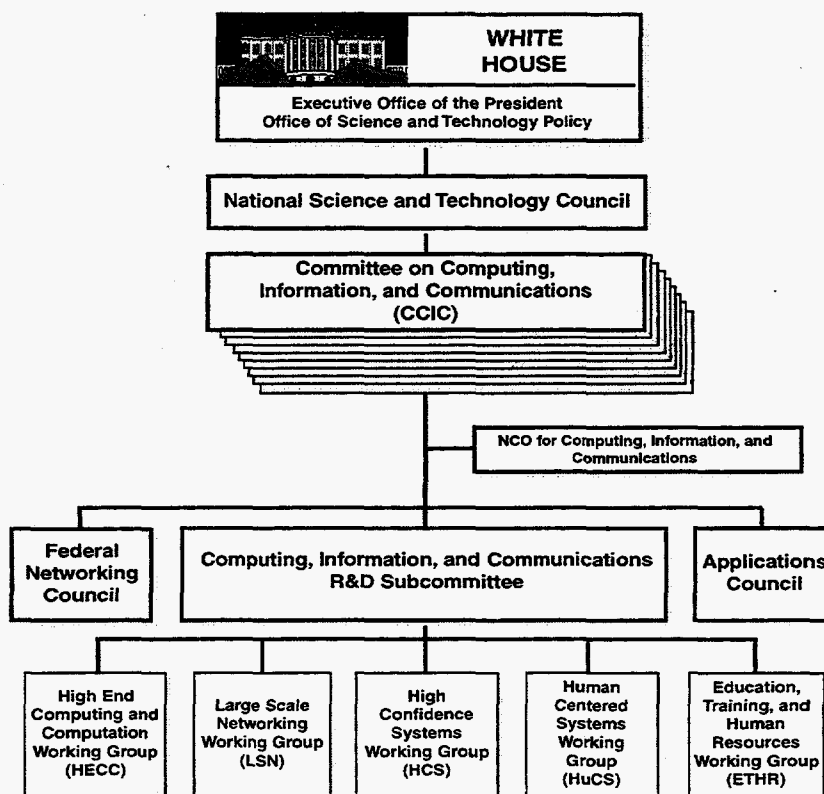 WHITE
HOUSE
Executive Office of the President
Office of Science and Technology Policy
National Science and Technology Council
Committee on Computing,
Information, and Communications
(CCIC)
NCO for Computing, Information, and
Communications
Federal
Networking
Council
Computing, Information, and Communications
R&D Subcommittee
Applications
Council
High End
Computing and
Computation
Working Group
(HECC)
Large Scale
Networking
Working Group
(LSN)
High
Confidence
Systems
Working Group
(HCS)
Human
Centered
Systems
Working
Group
(HuCS)
Education,
Training, and
Human
Resources
Working Group
(ETHR)